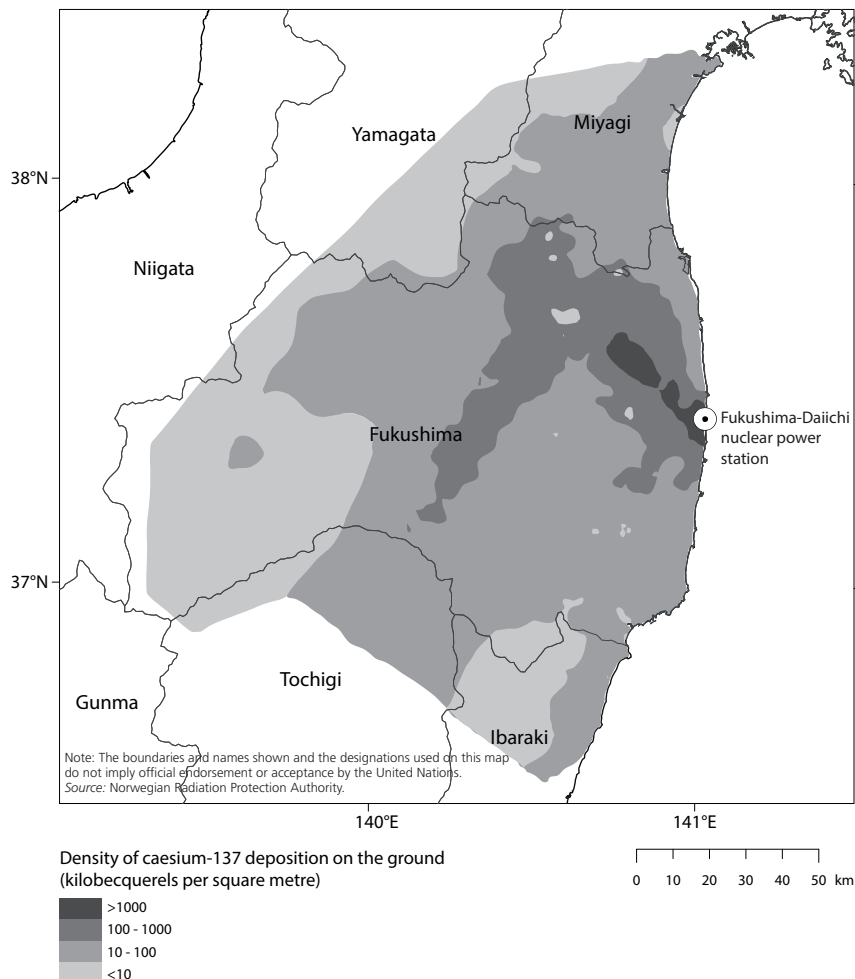 Yamagata
Miyagi
38°N
Niigata
Fukushima
Fukushima-Daiichi
nuclear power
station
37°N
Tochigi
Gunma
Ibaraki
Note: The boundaries and names shown and the designations used on this map
do not imply official endorsement or acceptance by the United Nations.
Source: Norwegian Radiation Protection Authority.
140°E
141°E
Density of caesium-137 deposition on the ground
(kilobecquerels per square metre)
0 10 20 30 40 50 km
>1000
100 - 1000
10 - 100
<10